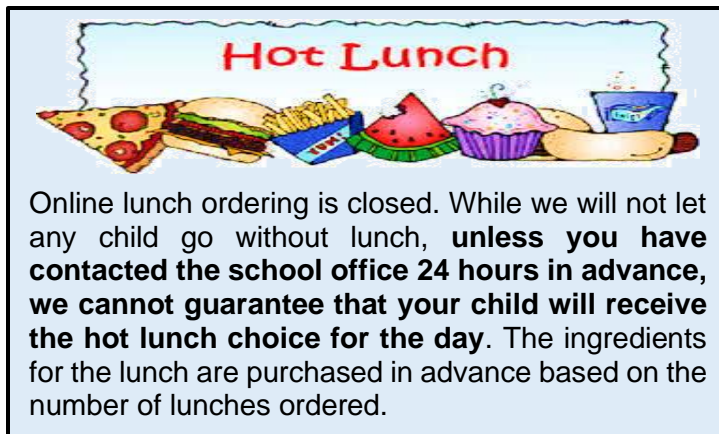 Hot Lunch
YUM!
Online lunch ordering is closed. While we will not let
any child go without lunch, unless you have
contacted the school office 24 hours in advance,
we cannot guarantee that your child will receive
the hot lunch choice for the day. The ingredients
for the lunch are purchased in advance based on the
number of lunches ordered.